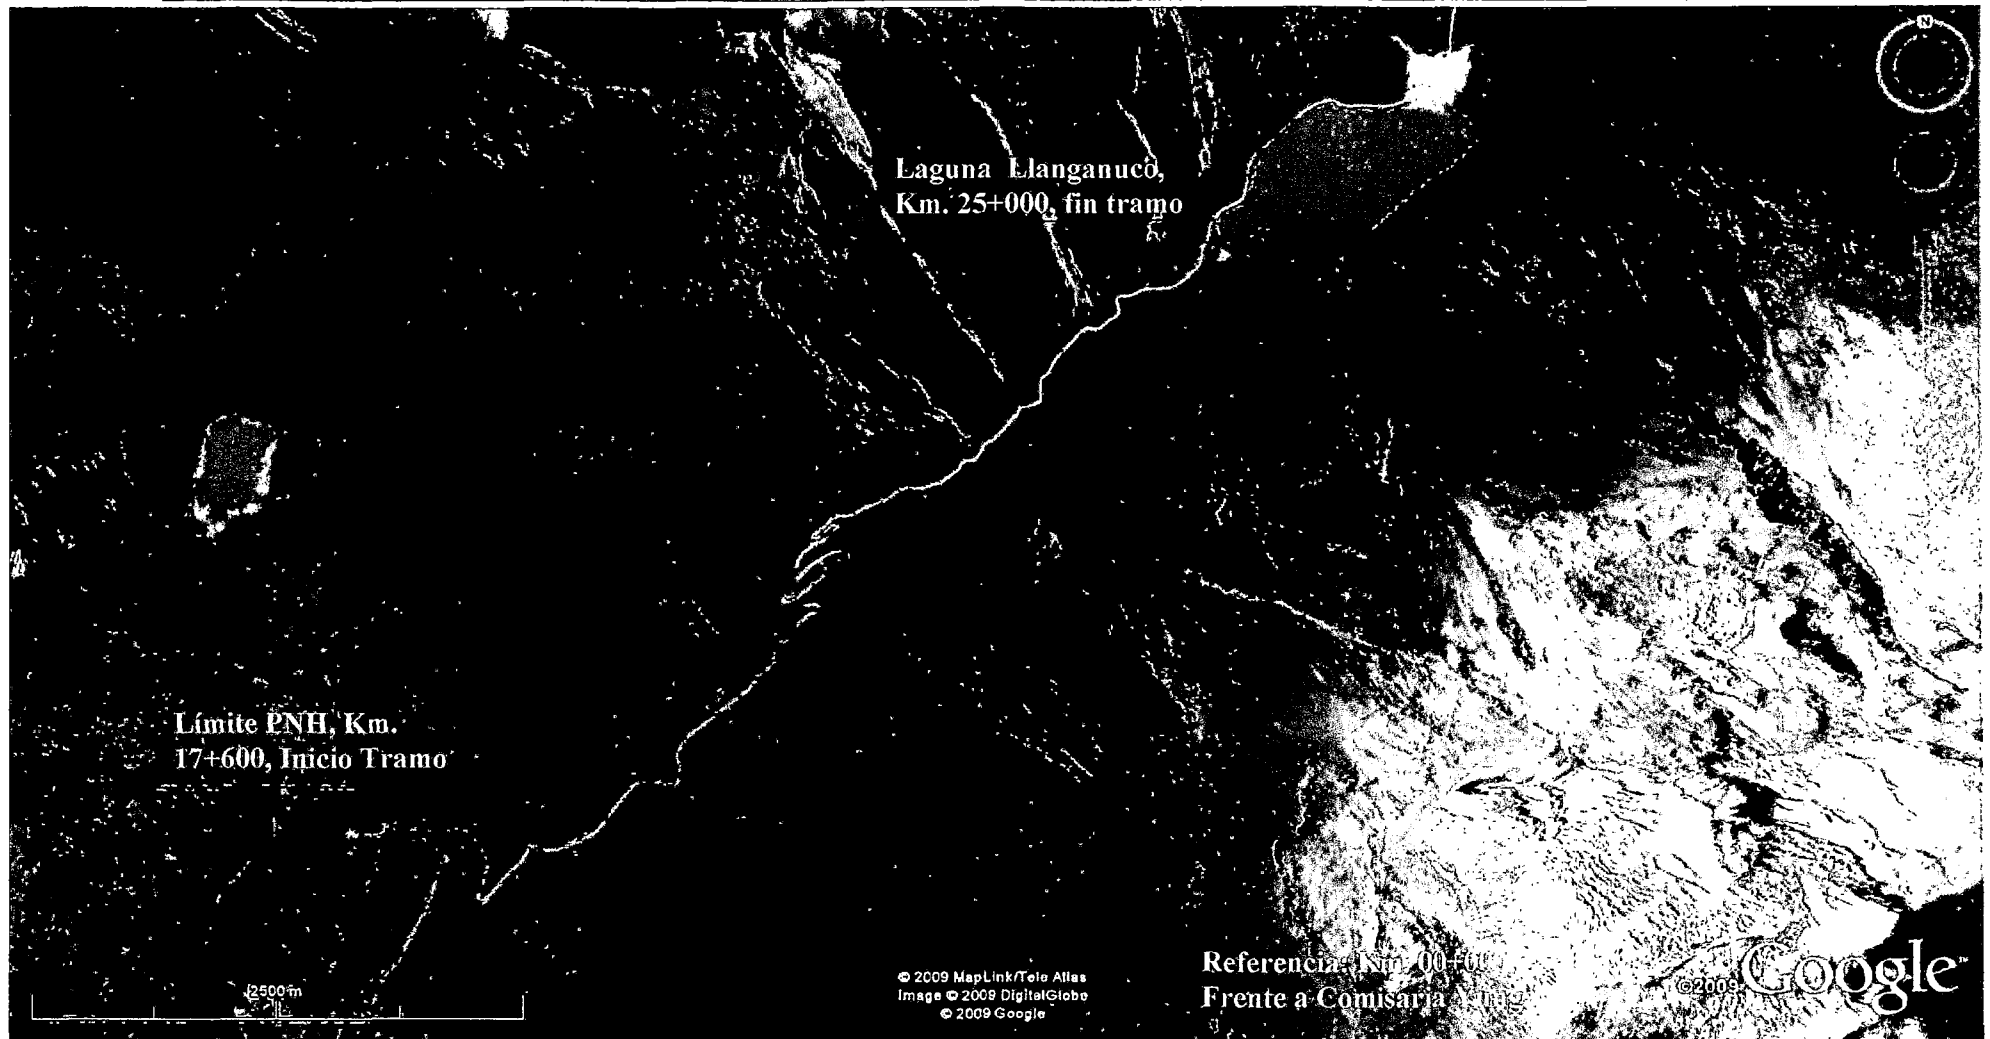 N
Laguna Llanganuco,
Km. 25+000, fin tramo
Límite PNH, Km.
17+600, Inicio Tramo
2500 m
© 2009 MapLink/Tele Atlas
Image © 2009 DigitalGlobe
© 2009 Google
Referencia
Frente a Comisaria
©2009 Google™